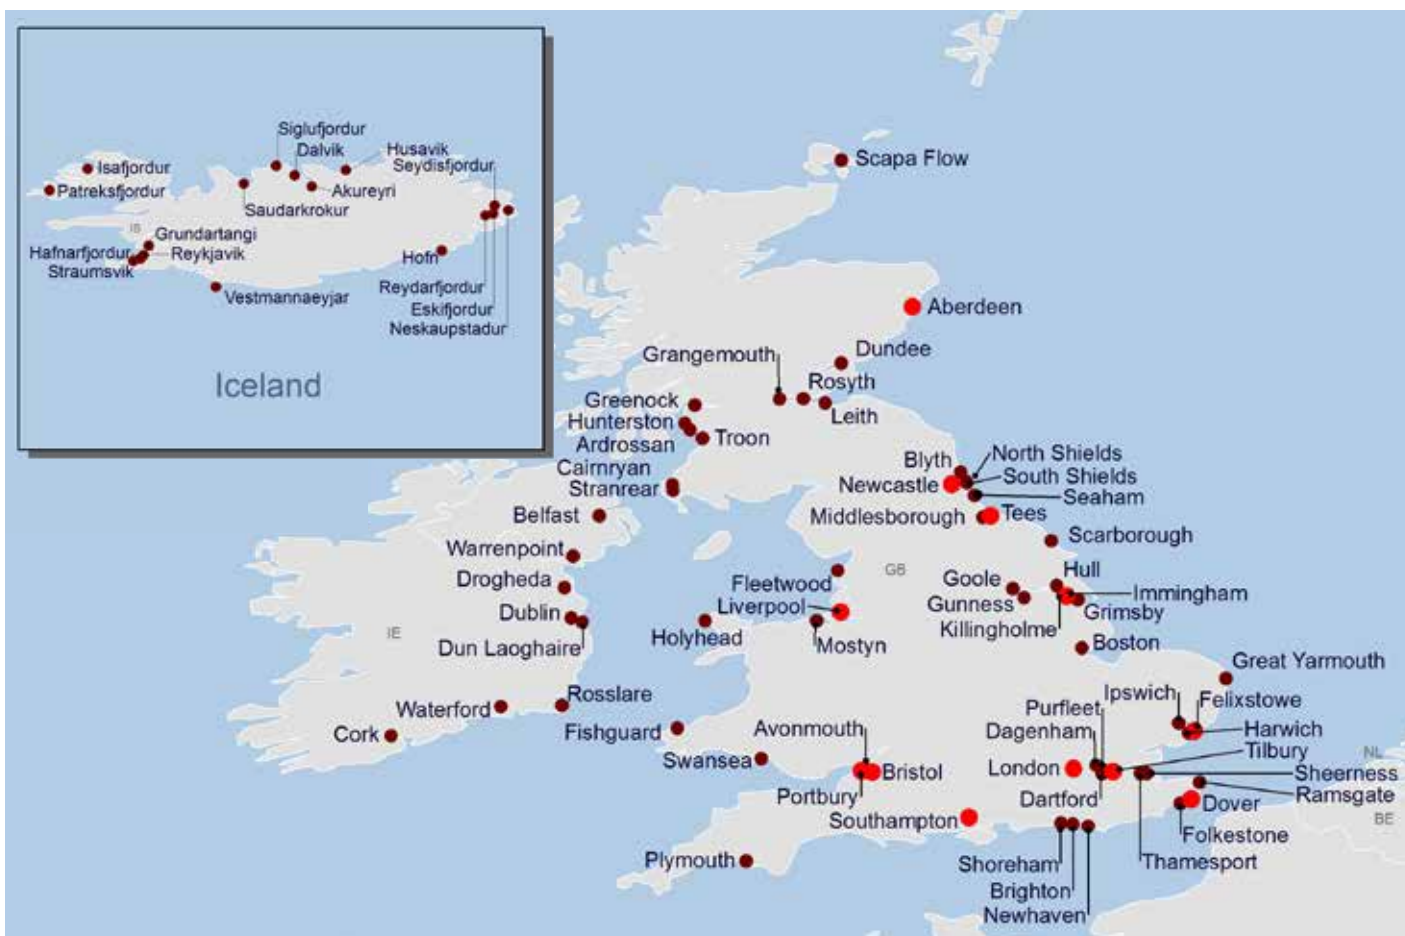 Siglufjordur
Dalvik
Husavik
Seydisfjordur
Isafjordur
Patreksfjordur
Akureyri
Saudarkrokur
IS
Grundartangi
Hafnarfjordur
Reykjavik
Straumsvik
Hofn
Reydarfjordur
Vestmannaeyjar
Eskifjordur
Neskaupstadur
Iceland
Scapa Flow
Aberdeen
Grangemouth
Dundee
Rosyth
Greenock
Leith
Hunterston
Ardrossan
Troon
Cairnryan
Stranrear
Blyth
North Shields
South Shields
Newcastle
Seaham
Belfast
Middlesborough
Tees
Scarborough
Warrenpoint
Drogheda
Fleetwood
GB
Goole
Hull
Immingham
Liverpool
Gunness
Grimsby
Dublin
Killingholme
IE
Holyhead
Mostyn
Dun Laoghaire
Boston
Great Yarmouth
Rosslare
Ipswich
Felixstowe
Waterford
Purfleet
Cork
Fishguard
Avonmouth
Dagenham
Harwich
Tilbury
NL
Swansea
Bristol
London
Sheerness
Portbury
Dartford
Ramsgate
Dover
Southampton
BE
Folkestone
Plymouth
Shoreham
Thamesport
Brighton
Newhaven